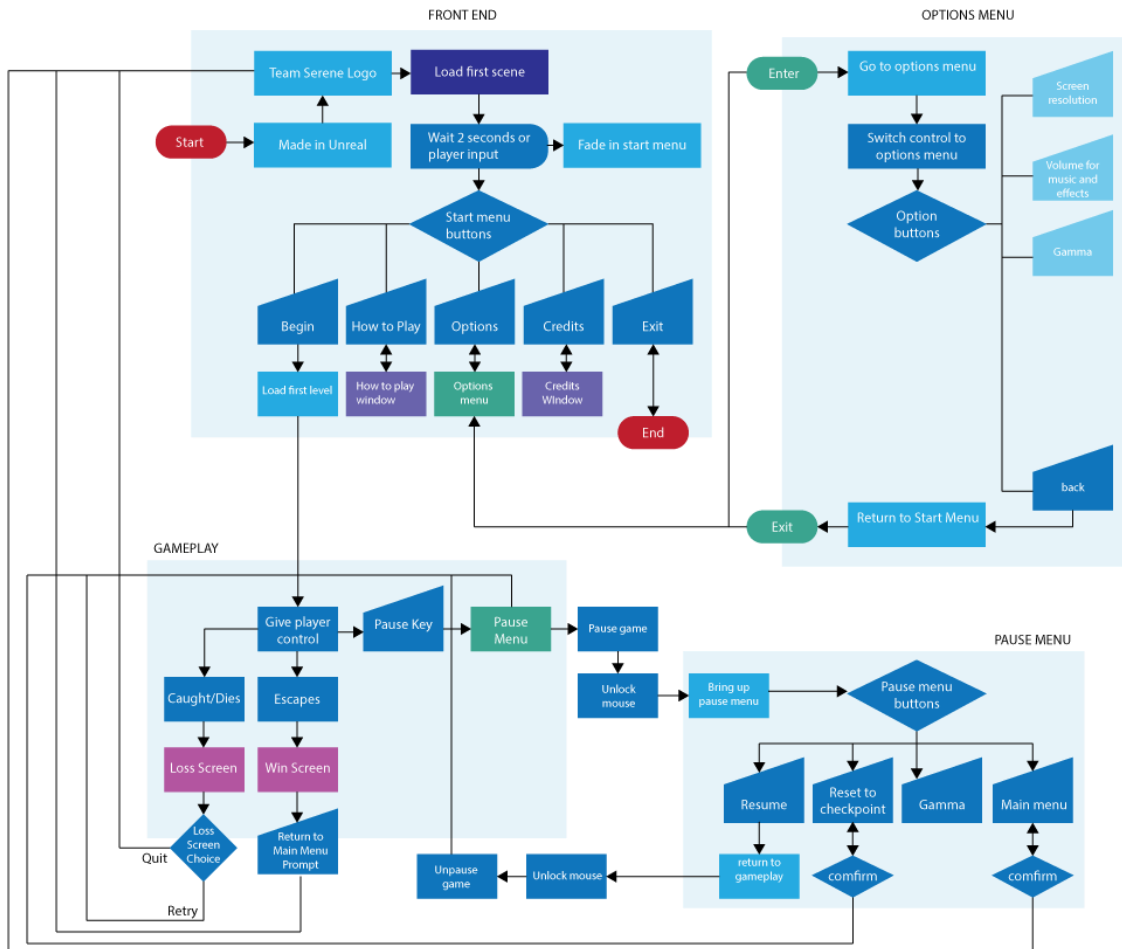 FRONT END
OPTIONS MENU
Team Serene Logo
Load first scene
Enter
Go to options menu
Screen
resolution
Start
Made in Unreal
Wait 2 seconds or
player input
Fade in start menu
Switch control to
options menu
Volume for
music and
effects
Start menu
buttons
Option
buttons
Gamma
Begin
How to Play
Options
Credits
Exit
Load first level
How to play
window
Options
menu
Credits
WIndow
End
back
Exit
Return to Start Menu
GAMEPLAY
Give player
control
Pause Key
Pause
Menu
Pause game
PAUSE MENU
Caught/Dies
Escapes
Unlock
mouse
Bring up
pause menu
Pause menu
buttons
Loss Screen
Win Screen
Resume
Reset to
checkpoint
Gamma
Main menu
Loss
Screen
Choice
Quit
Return to
Main Menu
Prompt
Unpause
game
Unlock mouse
return to
gameplay
comfirm
comfirm
Retry